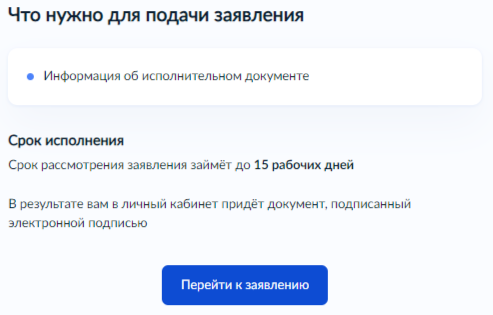 Что нужно для подачи заявления
Информация об исполнительном документе
Срок исполнения
Срок рассмотрения заявления займёт до 15 рабочих дней
В результате вам в личный кабинет придёт документ, подписанный
электронной подписью
Перейти к заявлению